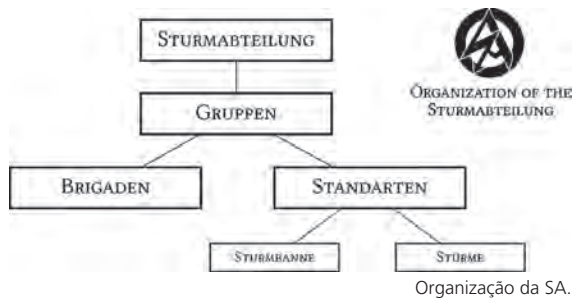 STURMABTEILUNG
ORGANIZATION OF THE
STURMABTEILUNG
GRUPPEN
BRIGADEN
STANDARTEN
STURMBANNE
STÜRME
Organização da SA.